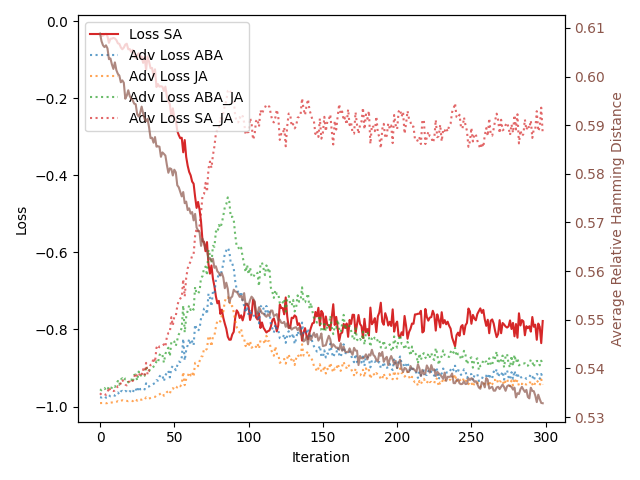 Loss SA
Adv Loss ABA
Adv Loss JA
Adv Loss ABA_JA
Adv Loss SA_JA
0.0
−0.2
−0.4
−0.6
−0.8
−1.0
Loss
0.61
0.60
0.59
0.58
0.57
0.56
0.55
0.54
0.53
Average Relative Hamming Distance
0 50 100 150 200 250 300
Iteration